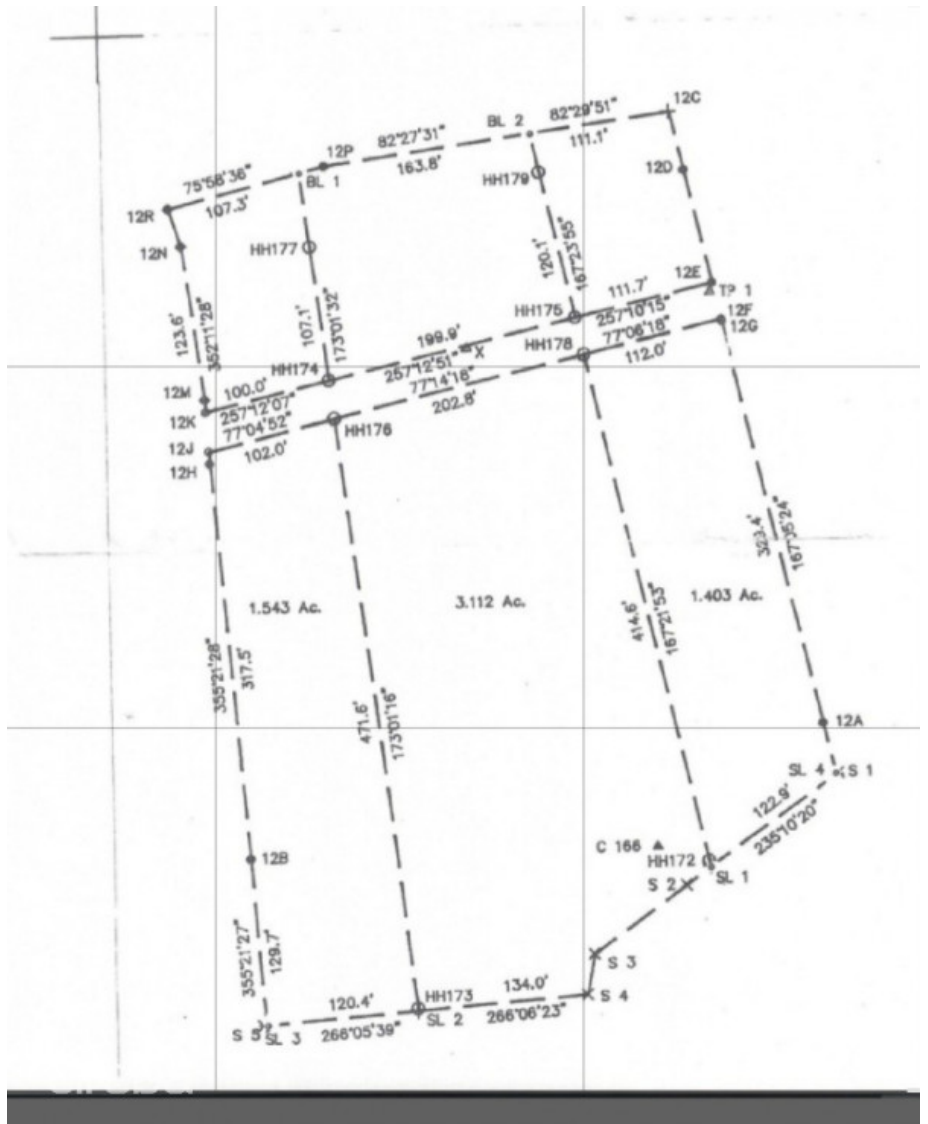 12C
BL 2
82°29'51"
111.1'
82°27'31"
163.8'
12P
75°58'36"
107.3'
BL 1
12D
HH179
12R
12N
HH177
120.1'
167°23'55"
12E
TP 1
111.7'
257°10'15"
HH175
12F
12G
77°06'18"
112.0'
HH178
123.6'
352°11'28"
107.1'
173°01'32"
199.9'
X
257°12'51"
77°14'18"
202.8'
HH174
12M
12K
100.0'
257°12'07"
77°04'52"
102.0'
HH176
12J
12H
323.4'
167°35'24"
1.543 Ac.
3.112 Ac.
1.403 Ac.
414.6'
167°21'53"
355°21'28"
317.5'
471.6'
173°01'16"
12A
SL 4
S 1
122.9'
235°10'20"
C 166
HH172
SL 1
S 2
12B
S 3
355°21'27"
129.7'
134.0'
S 4
HH173
120.4'
SL 2
266°06'23"
S 5
SL 3
266°05'39"